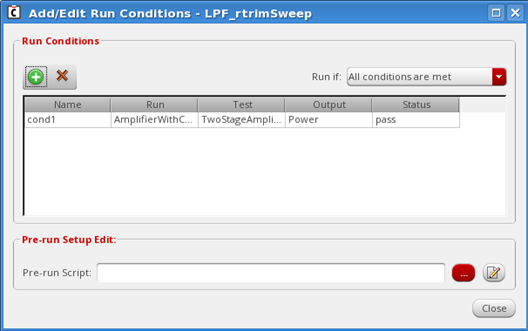 Add/Edit Run Conditions - LPF_rtrimSweep
Run Conditions
Run if: All conditions are met
Name Run Test Output Status
cond1 AmplifierWithC... TwoStageAmpli... Power pass
Pre-run Setup Edit:
Pre-run Script: ...
Close